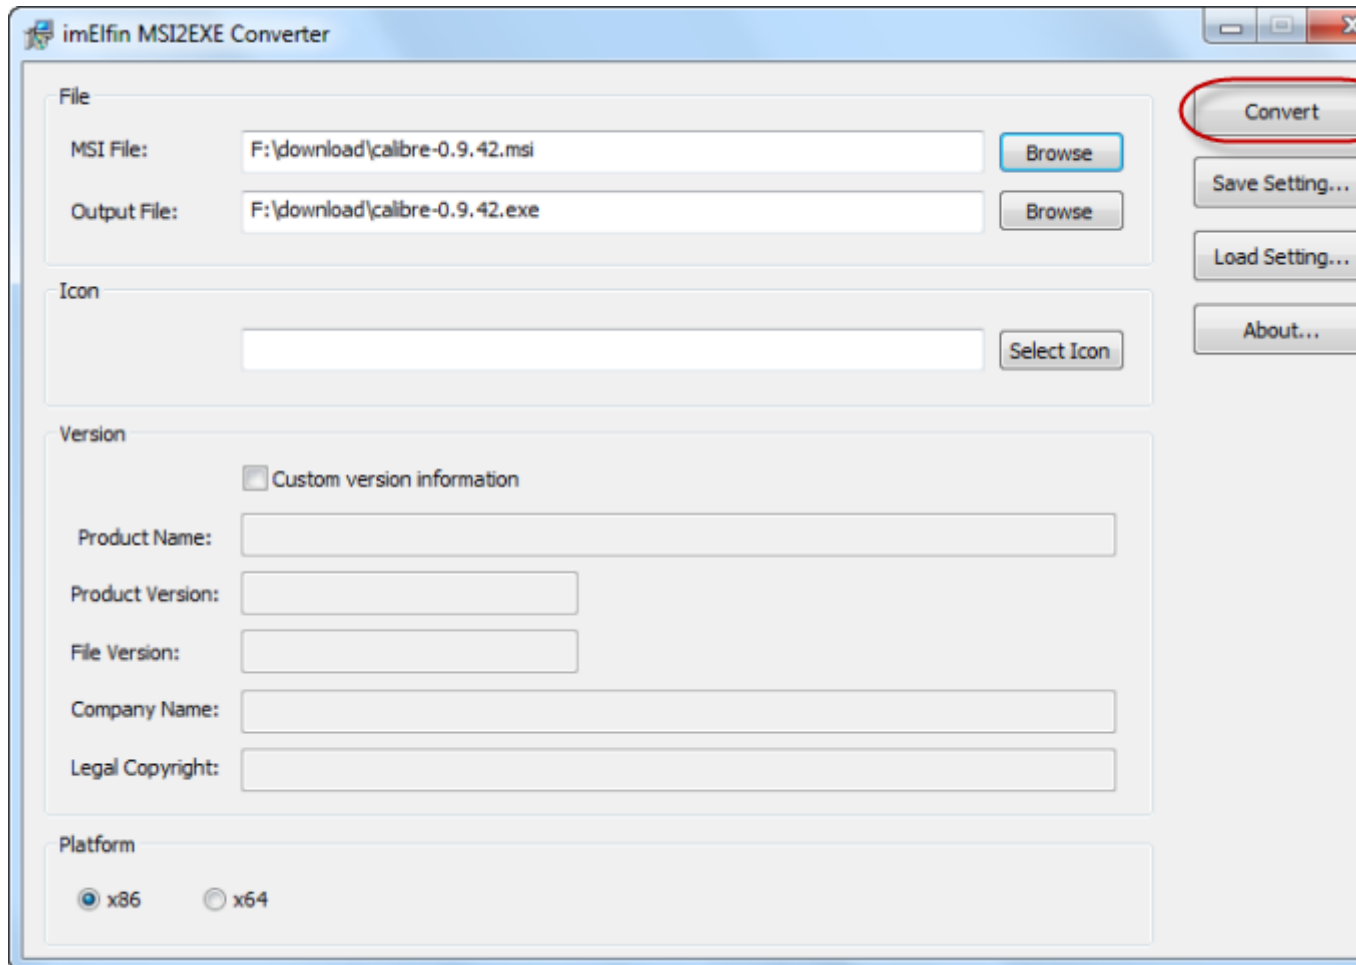 imElfin MSI2EXE Converter
File
MSI File: F:\download\calibre-0.9.42.msi Browse
Output File: F:\download\calibre-0.9.42.exe Browse
Convert
Save Setting...
Load Setting...
About...
Icon
Select Icon
Version
Custom version information
Product Name:
Product Version:
File Version:
Company Name:
Legal Copyright:
Platform
x86 x64